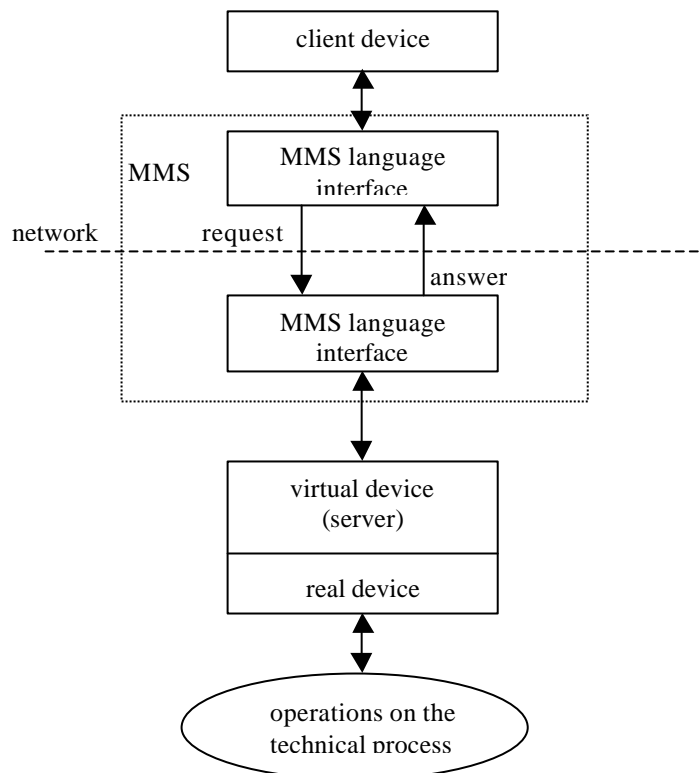 client device
MMS language
interface
MMS
network
request
answer
MMS language
interface
virtual device
(server)
real device
operations on the
technical process